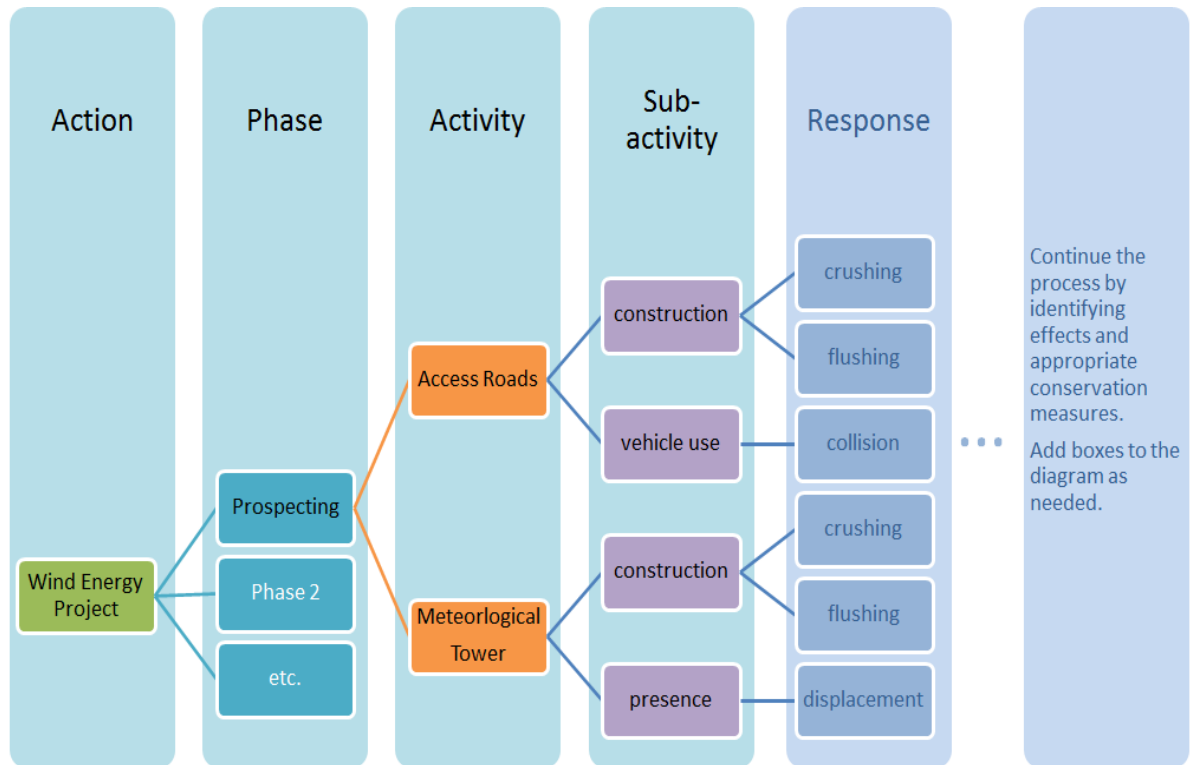 Action
Phase
Activity
Sub-
activity
Response
Wind Energy
Project
Prospecting
Phase 2
etc.
Access Roads
Meteorlogical
Tower
construction
vehicle use
construction
presence
crushing
flushing
collision
crushing
flushing
displacement
...
Continue the
process by
identifying
effects and
appropriate
conservation
measures.
Add boxes to the
diagram as
needed.